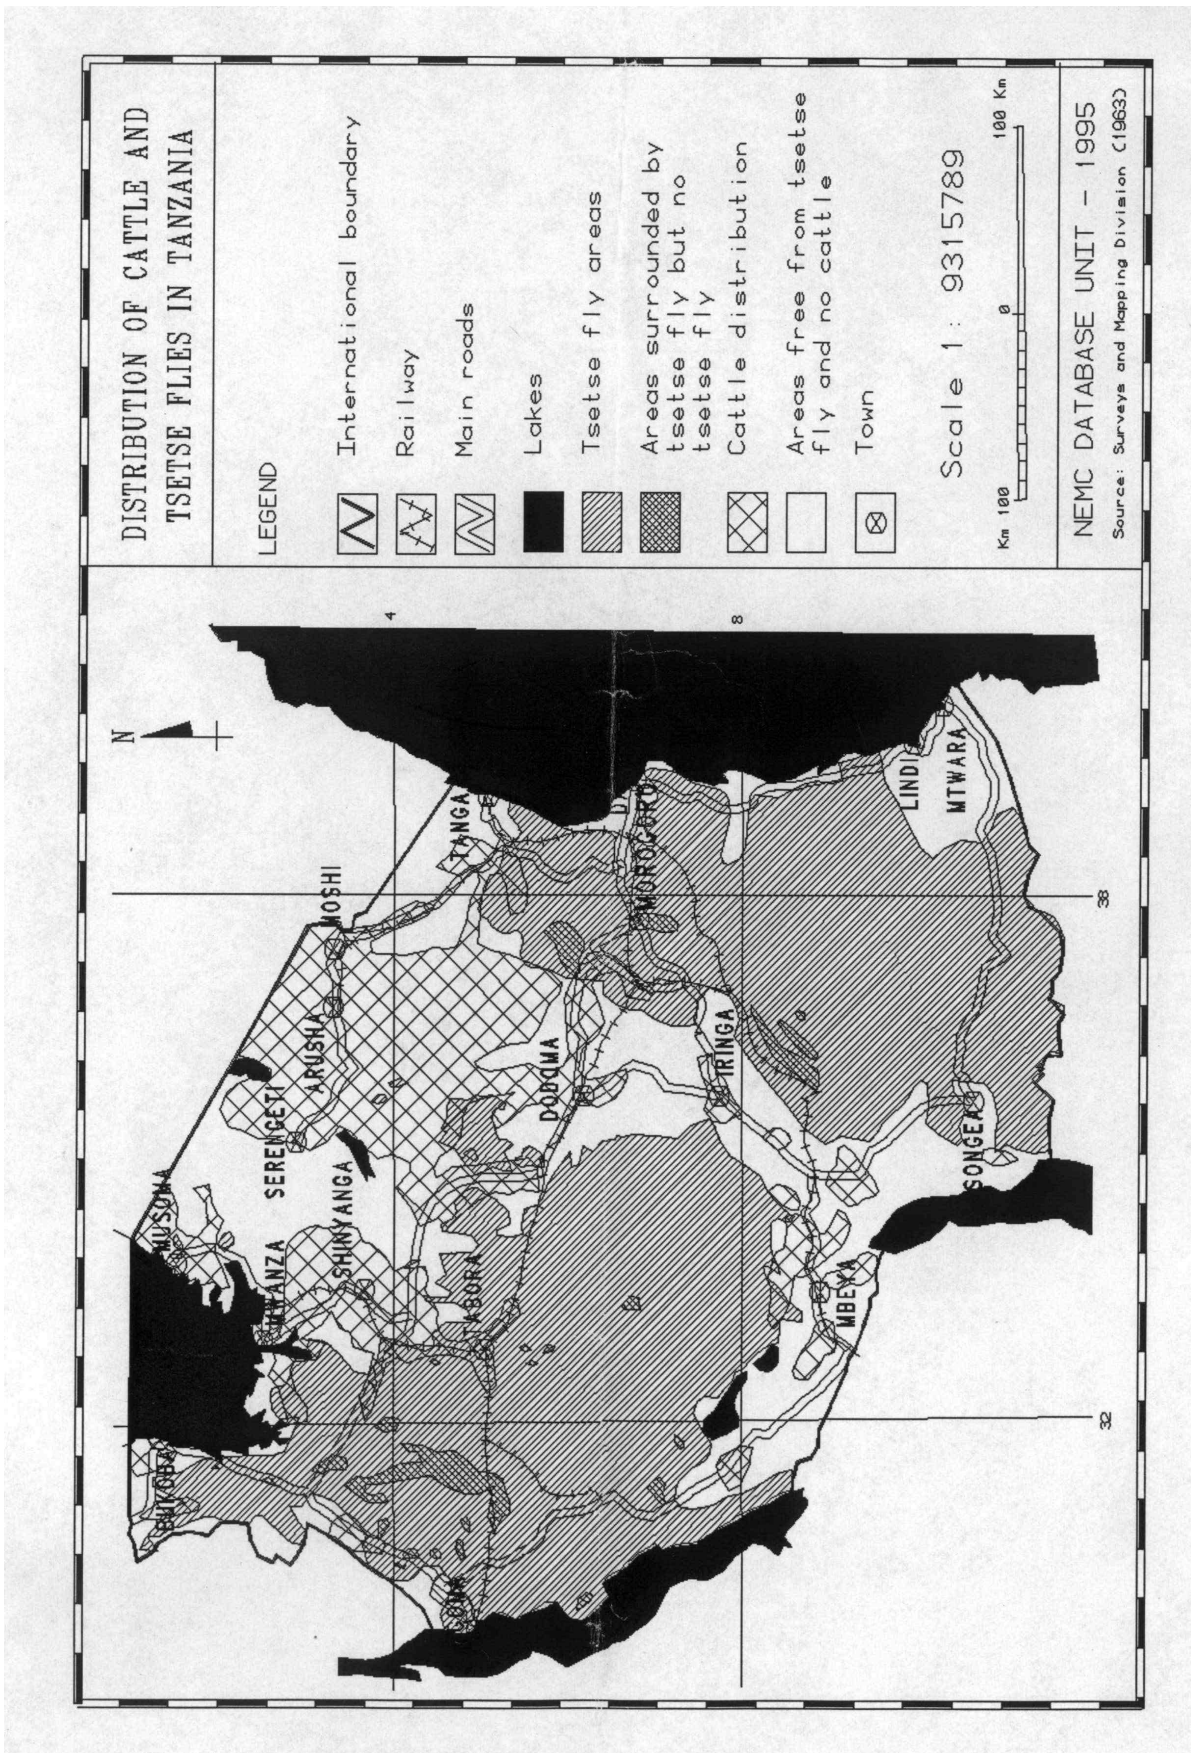 DISTRIBUTION OF CATTLE AND
TSETSE FLIES IN TANZANIA
LEGEND
International boundary
Railway
Main roads
Lakes
Tsetse fly areas
Areas surrounded by
tsetse fly but no
tsetse fly
Cattle distribution
Areas free from tsetse
fly and no cattle
Town
Scale 1 : 9315789
Km 100
0
100 Km
NEMC DATABASE UNIT - 1995
Source: Surveys and Mapping Division (1963)
N
4
8
32
38
BUKOBA
MUSOMA
MWANZA
SERENGETI
SHINYANGA
ARUSHA
MOSHI
TANGA
TABORA
DODOMA
MOROGORO
IRINGA
MBEYA
SONGEA
LINDI
MTWARA